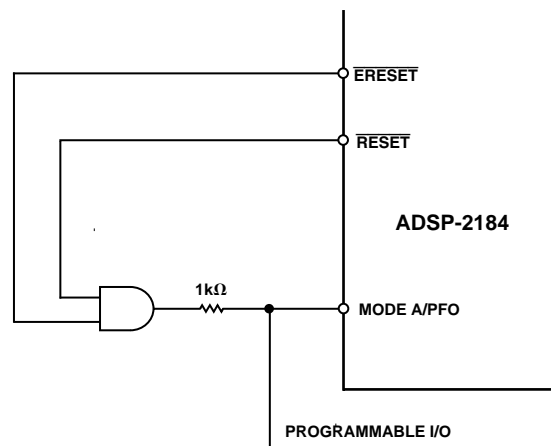 ERESET
RESET
ADSP-2184
1kΩ
MODE A/PFO
PROGRAMMABLE I/O